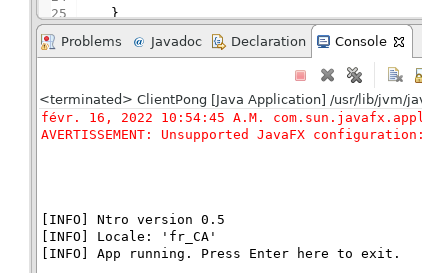 25 }
Problems @ Javadoc Declaration Console
<terminated> ClientPong [Java Application] /usr/lib/jvm/jav
févr. 16, 2022 10:54:45 A.M. com.sun.javafx.appl
AVERTISSEMENT: Unsupported JavaFX configuration:
[INFO] Ntro version 0.5
[INFO] Locale: 'fr_CA'
[INFO] App running. Press Enter here to exit.